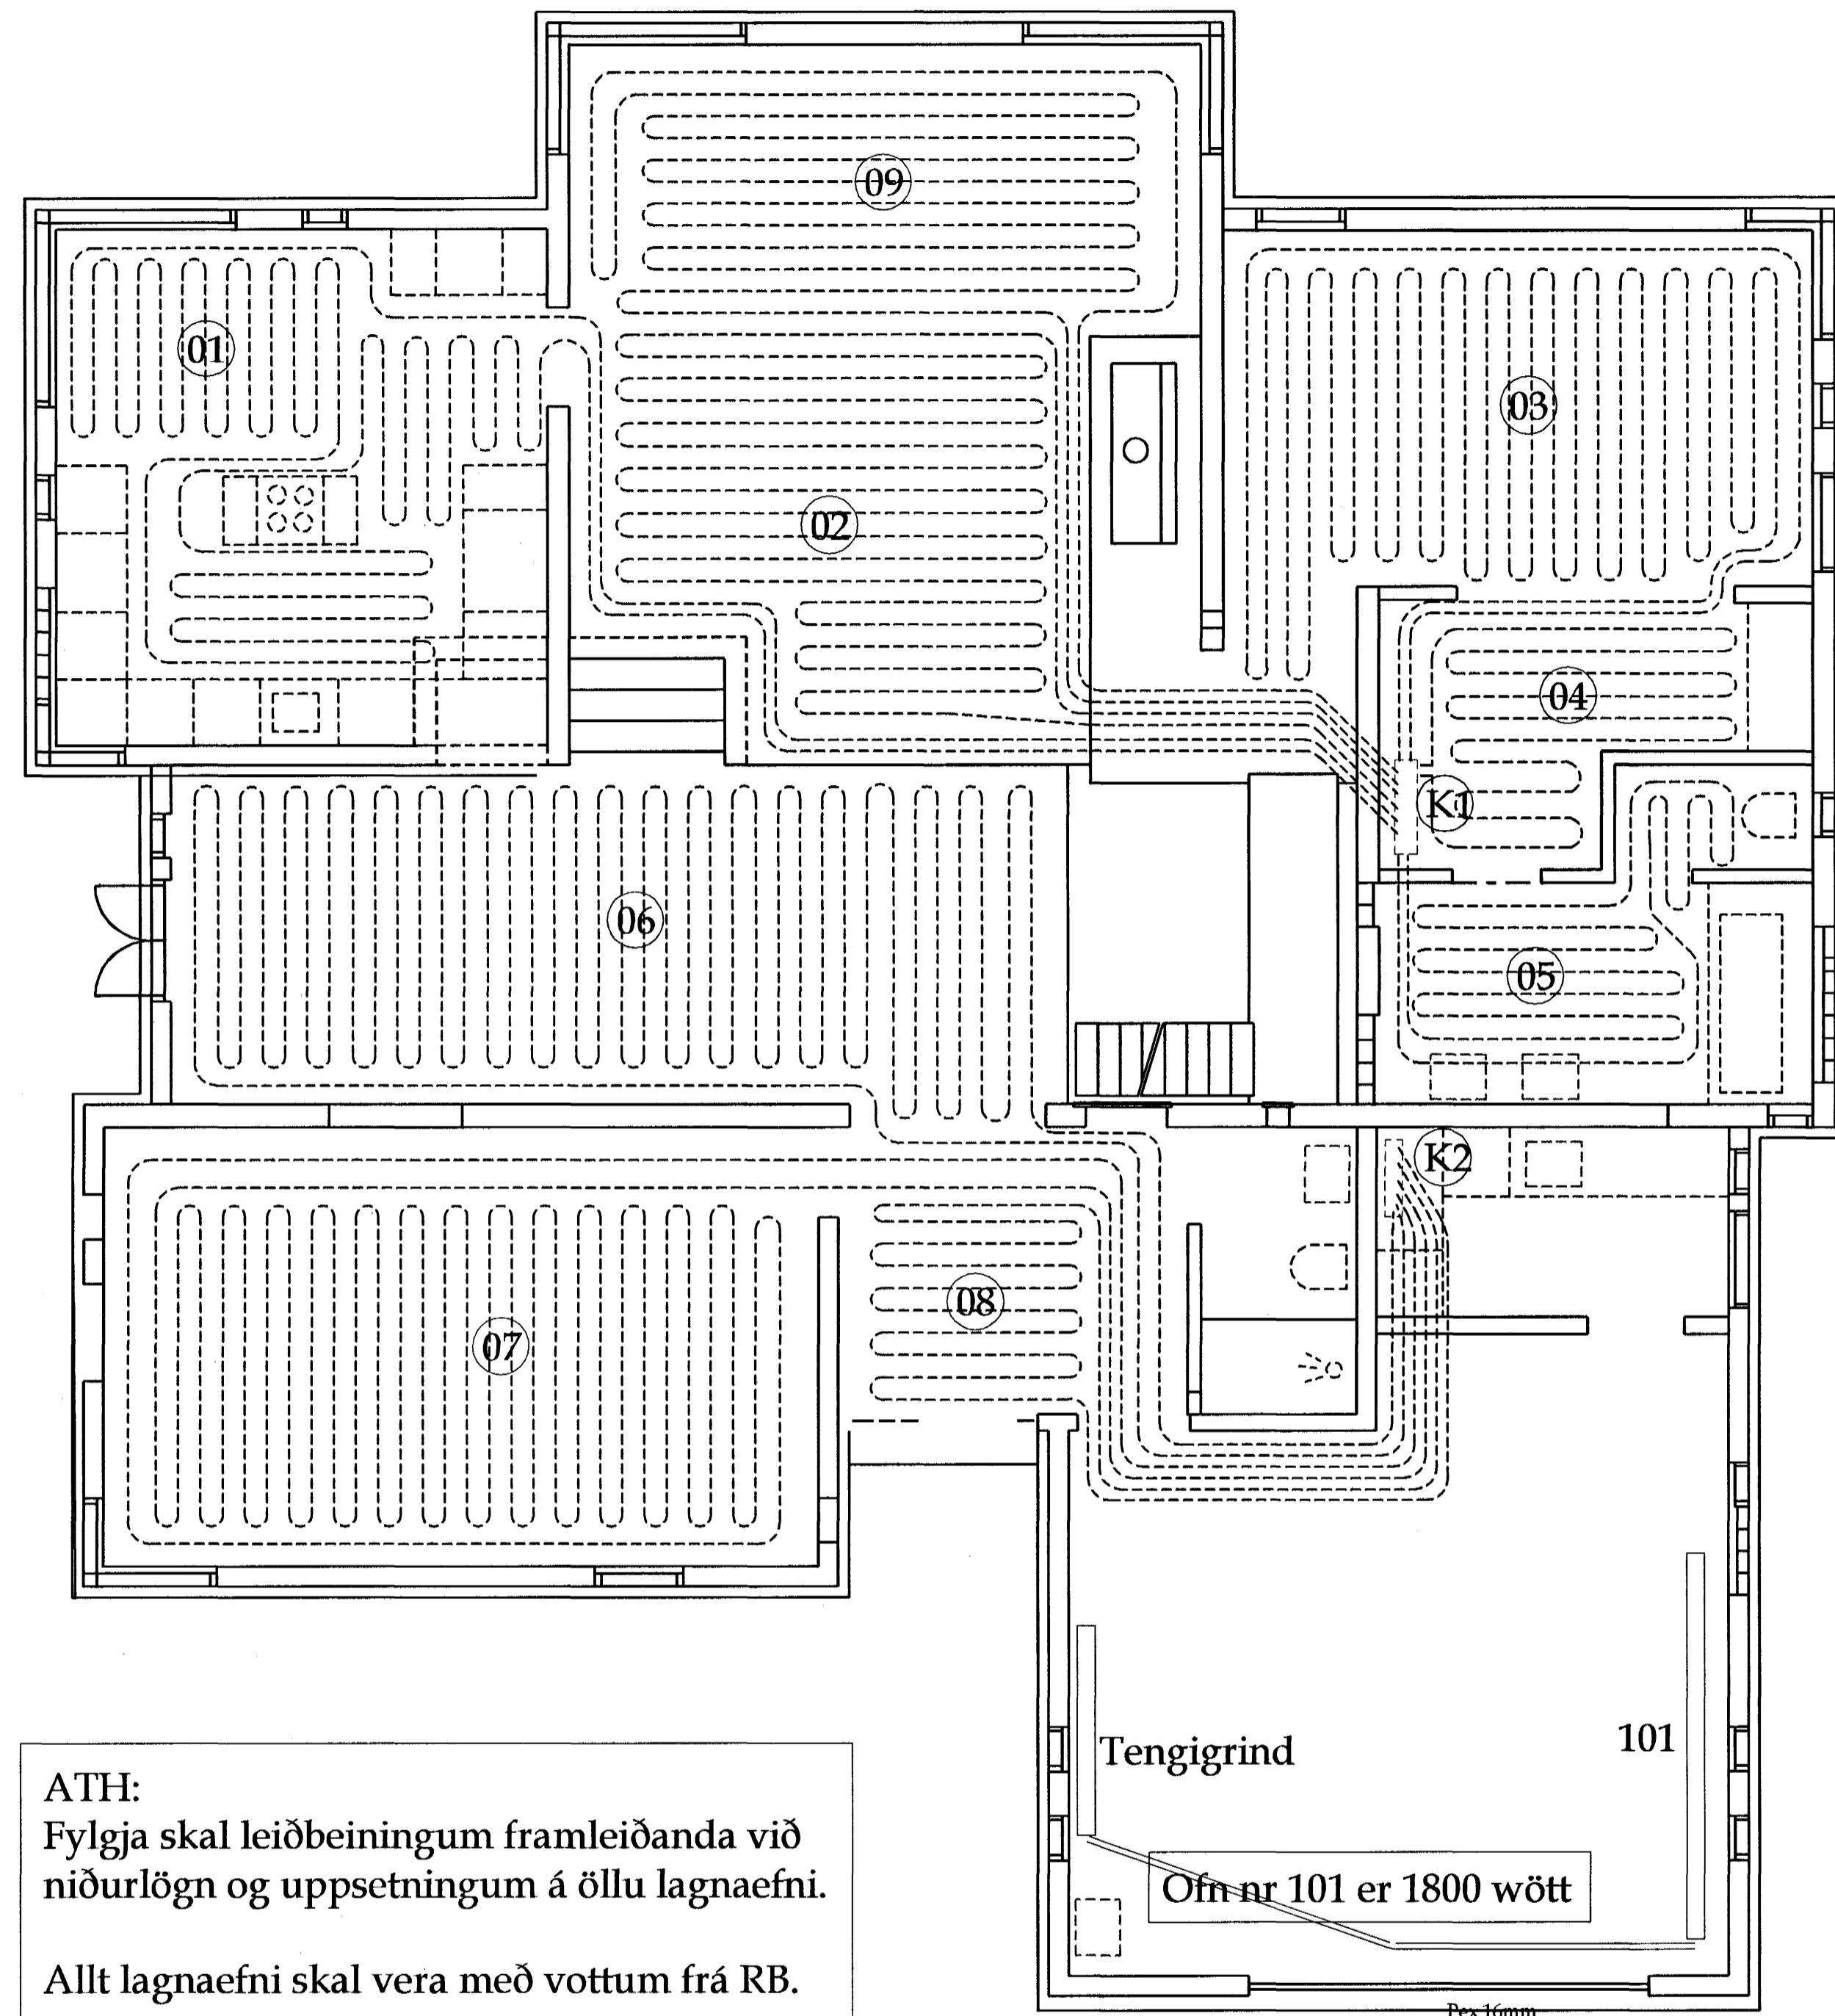 09
01
03
02
04
K1
06
05
K2
08
07
101
Tengigrind
ATH:
Fylgja skal leiðbeiningum framleiðanda við
niðurlögn og uppsetningum á öllu lagnaefni.
Allt lagnaefni skal vera með vottum frá RB.
Ofn nr 101 er 1800 wött
Pex 16mm